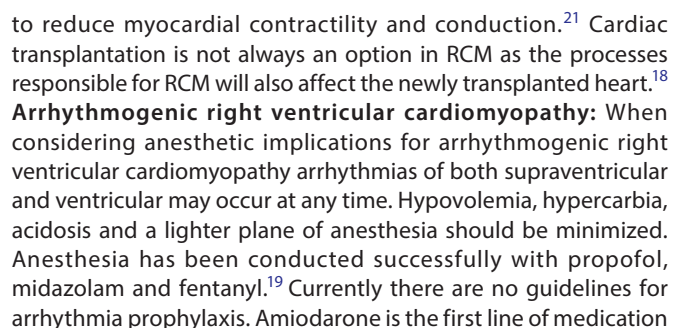 to reduce myocardial contractility and conduction.21 Cardiac
transplantation is not always an option in RCM as the processes
responsible for RCM will also affect the newly transplanted heart.18
Arrhythmogenic right ventricular cardiomyopathy: When
considering anesthetic implications for arrhythmogenic right
ventricular cardiomyopathy arrhythmias of both supraventricular
and ventricular may occur at any time. Hypovolemia, hypercarbia,
acidosis and a lighter plane of anesthesia should be minimized.
Anesthesia has been conducted successfully with propofol,
midazolam and fentanyl.19 Currently there are no guidelines for
arrhythmia prophylaxis. Amiodarone is the first line of medication